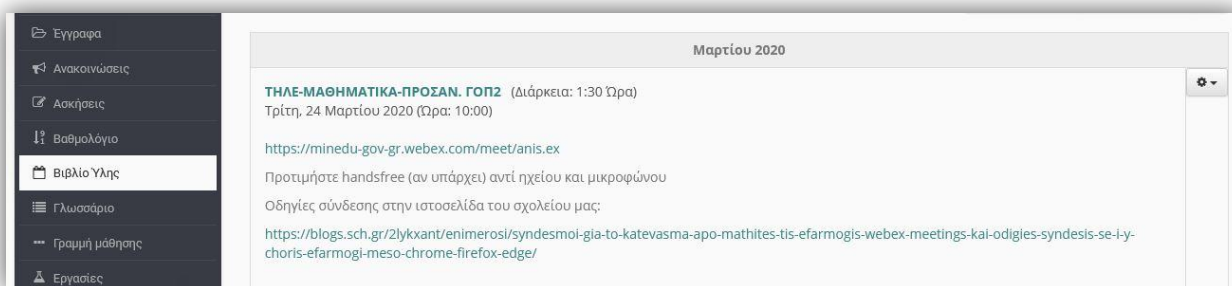 Έγγραφα
Ανακοινώσεις
Ασκήσεις
Βαθμολόγιο
Βιβλίο Ύλης
Γλωσσάριο
Γραμμή μάθησης
Εργασίες
Μαρτίου 2020
ΤΗΛΕ-ΜΑΘΗΜΑΤΙΚΑ-ΠΡΟΣΑΝ. ΓΟΠ2 (Διάρκεια: 1:30 Ώρα)
Τρίτη, 24 Μαρτίου 2020 (Ώρα: 10:00)
https://minedu-gov-gr.webex.com/meet/anis.ex
Προτιμήστε handsfree (αν υπάρχει) αντί ηχείου και μικροφώνου
Οδηγίες σύνδεσης στην ιστοσελίδα του σχολείου μας:
https://blogs.sch.gr/2lykxant/enimerosi/syndesmoi-gia-to-katevasma-apo-mathites-tis-efarmogis-webex-meetings-kai-odigies-syndesis-se-i-y-
choris-efarmogi-meso-chrome-firefox-edge/